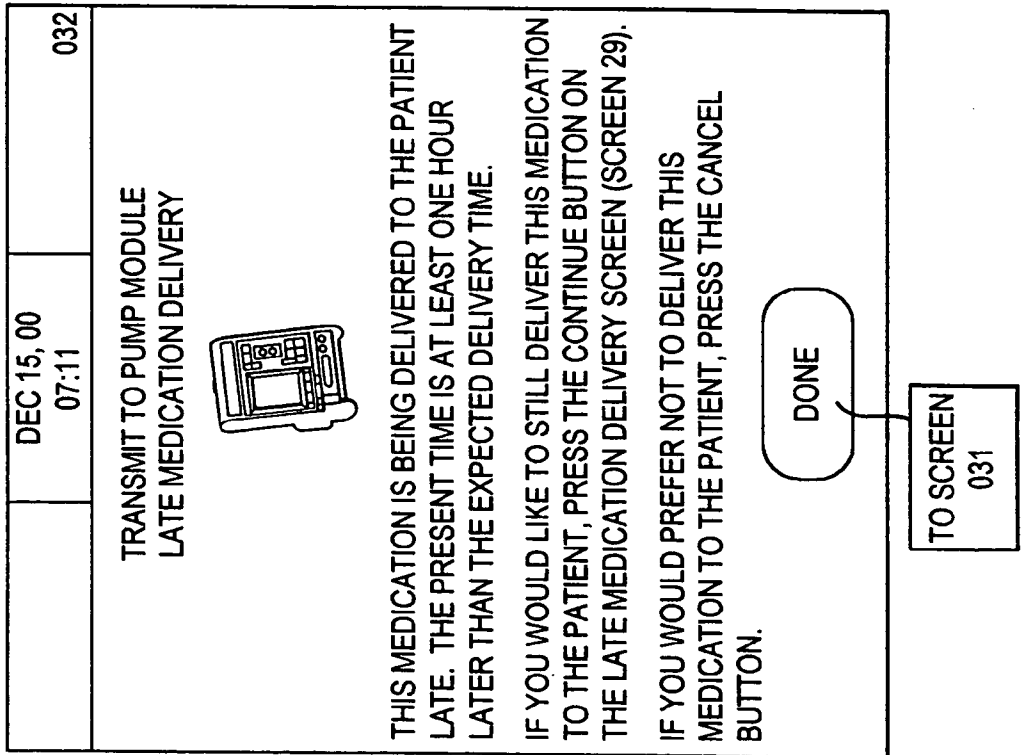 DEC 15, 00
07:11
032
TRANSMIT TO PUMP MODULE
LATE MEDICATION DELIVERY
THIS MEDICATION IS BEING DELIVERED TO THE PATIENT
LATE. THE PRESENT TIME IS AT LEAST ONE HOUR
LATER THAN THE EXPECTED DELIVERY TIME.
IF YOU WOULD LIKE TO STILL DELIVER THIS MEDICATION
TO THE PATIENT, PRESS THE CONTINUE BUTTON ON
THE LATE MEDICATION DELIVERY SCREEN (SCREEN 29).
IF YOU WOULD PREFER NOT TO DELIVER THIS
MEDICATION TO THE PATIENT, PRESS THE CANCEL
BUTTON.
DONE
TO SCREEN
031